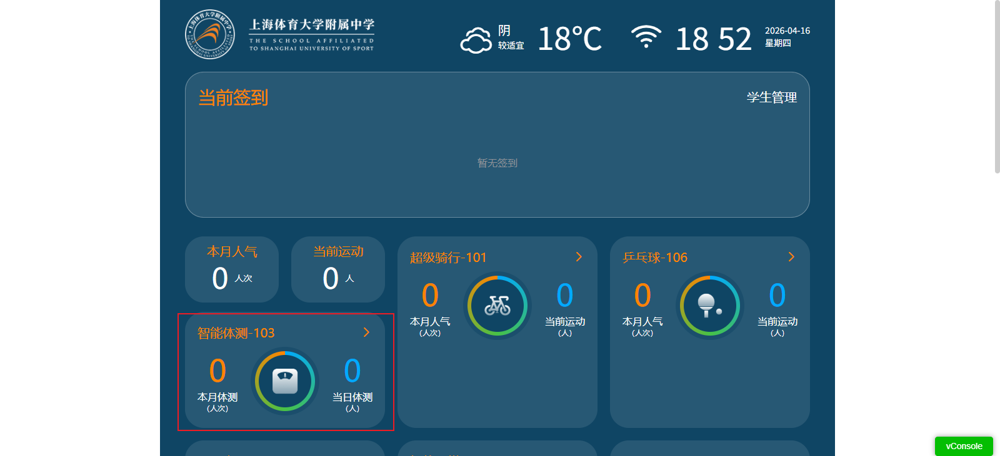 上海体育大学附属中学
THE SCHOOL AFFILIATED
TO SHANGHAI UNIVERSITY OF SPORT
阴
较适宜
18℃
18 52
2026-04-16
星期四
当前签到
学生管理
暂无签到
本月人气
0 人次
当前运动
0 人
超级骑行-101
0
本月人气
(人次)
0
当前运动
(人)
乒乓球-106
0
本月人气
(人次)
0
当前运动
(人)
智能体测-103
0
本月体测
(人次)
0
当日体测
(人)
vConsole